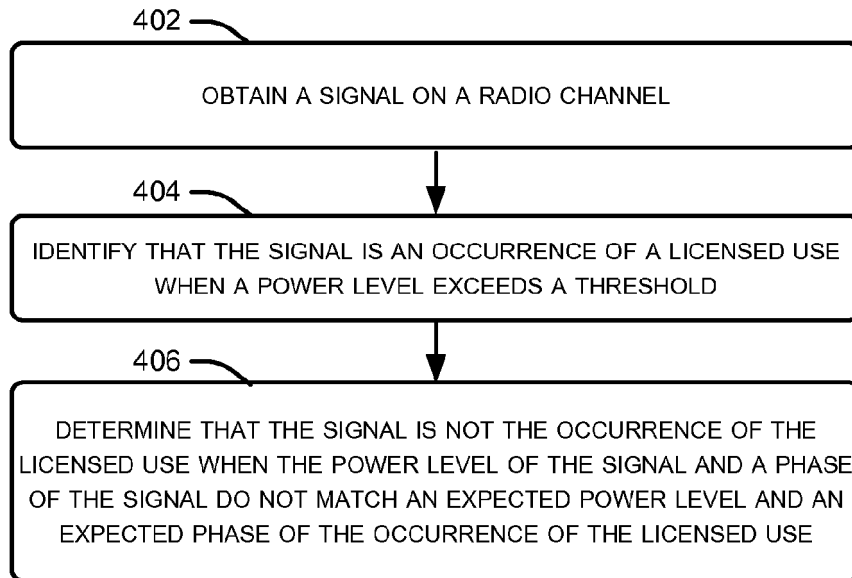 402
OBTAIN A SIGNAL ON A RADIO CHANNEL
404
IDENTIFY THAT THE SIGNAL IS AN OCCURRENCE OF A LICENSED USE
WHEN A POWER LEVEL EXCEEDS A THRESHOLD
406
DETERMINE THAT THE SIGNAL IS NOT THE OCCURRENCE OF THE
LICENSED USE WHEN THE POWER LEVEL OF THE SIGNAL AND A PHASE
OF THE SIGNAL DO NOT MATCH AN EXPECTED POWER LEVEL AND AN
EXPECTED PHASE OF THE OCCURRENCE OF THE LICENSED USE